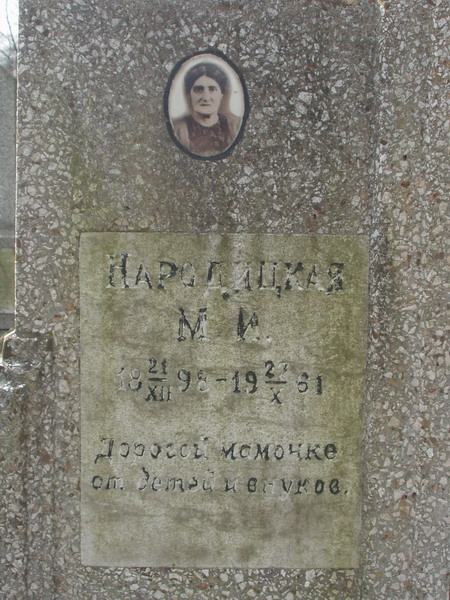 НАРОДИЦКАЯ
М И.
18 21/XII 98 - 19 27/X 61
Дорогой мамочке
от детей и внуков.